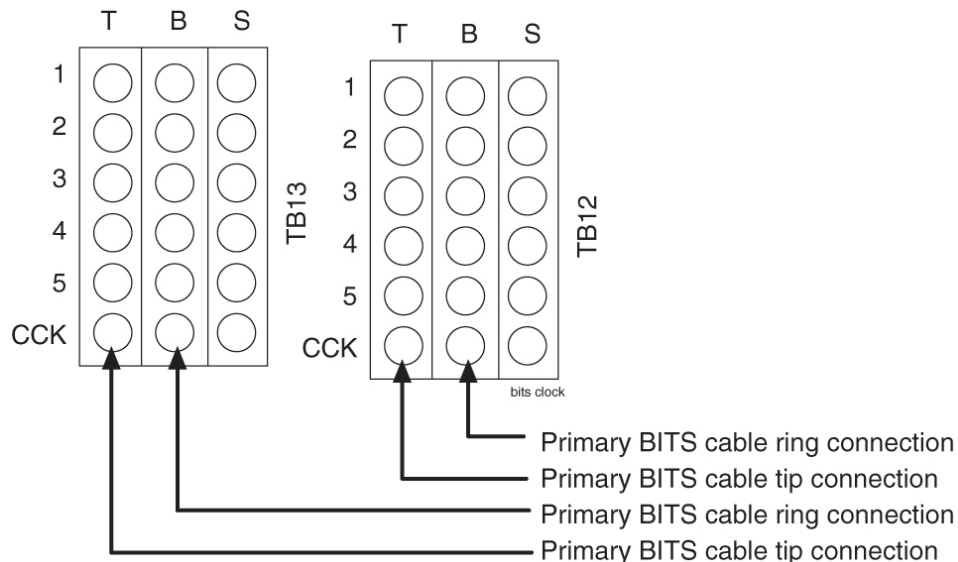 T B S
1
2
3
4
5
CCK
TB13
T B S
1
2
3
4
5
CCK
TB12
bits clock
Primary BITS cable ring connection
Primary BITS cable tip connection
Primary BITS cable ring connection
Primary BITS cable tip connection